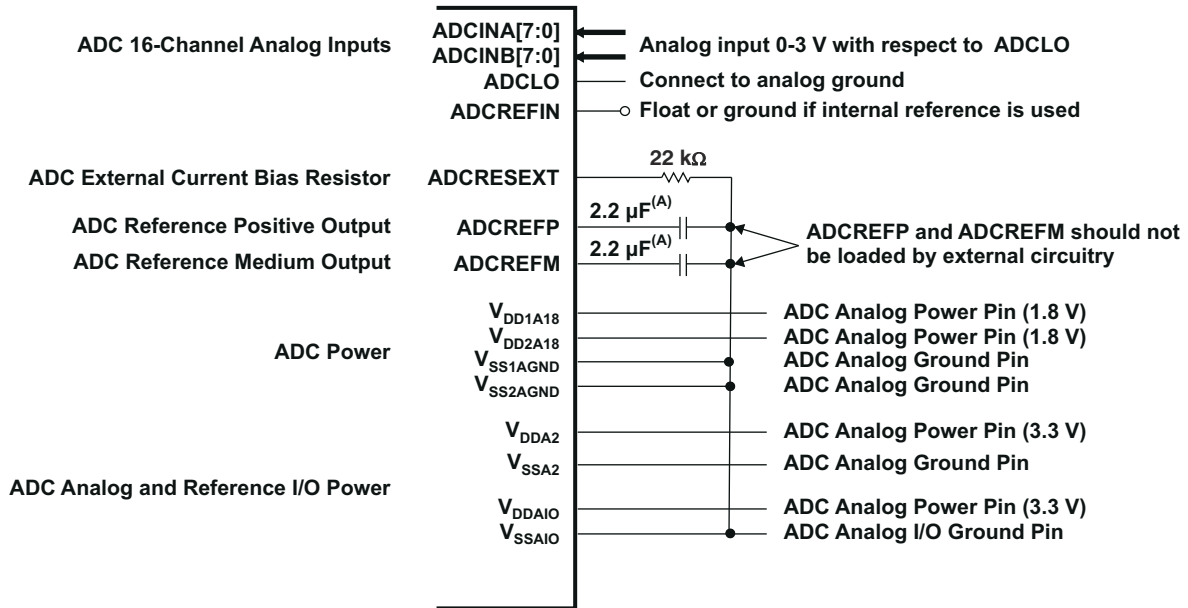 ADCINA[7:0]
ADC 16-Channel Analog Inputs
ADCINB[7:0]
Analog input 0-3 V with respect to ADCLO
ADCLO
Connect to analog ground
ADCREFIN
Float or ground if internal reference is used
22 kΩ
ADC External Current Bias Resistor
ADCRESEXT
2.2 µF(A)
ADC Reference Positive Output
ADCREFP
2.2 µF(A)
ADC Reference Medium Output
ADCREFM
ADCREFP and ADCREFM should not
be loaded by external circuitry
ADC Power
VDD1A18
ADC Analog Power Pin (1.8 V)
VDD2A18
ADC Analog Power Pin (1.8 V)
VSS1AGND
ADC Analog Ground Pin
VSS2AGND
ADC Analog Ground Pin
ADC Analog and Reference I/O Power
VDDA2
ADC Analog Power Pin (3.3 V)
VSSA2
ADC Analog Ground Pin
VDDAIO
ADC Analog Power Pin (3.3 V)
VSSAIO
ADC Analog I/O Ground Pin